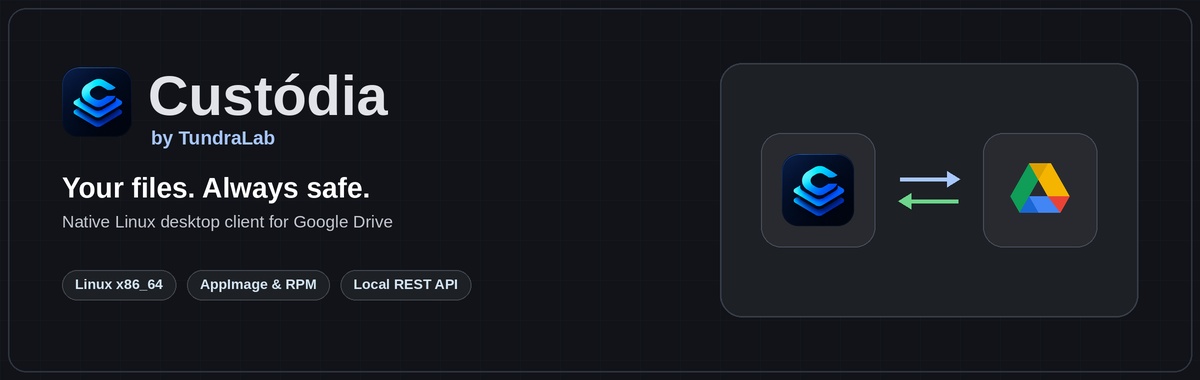 Custódia
by TundraLab
Your files. Always safe.
Native Linux desktop client for Google Drive
Linux x86_64
AppImage & RPM
Local REST API